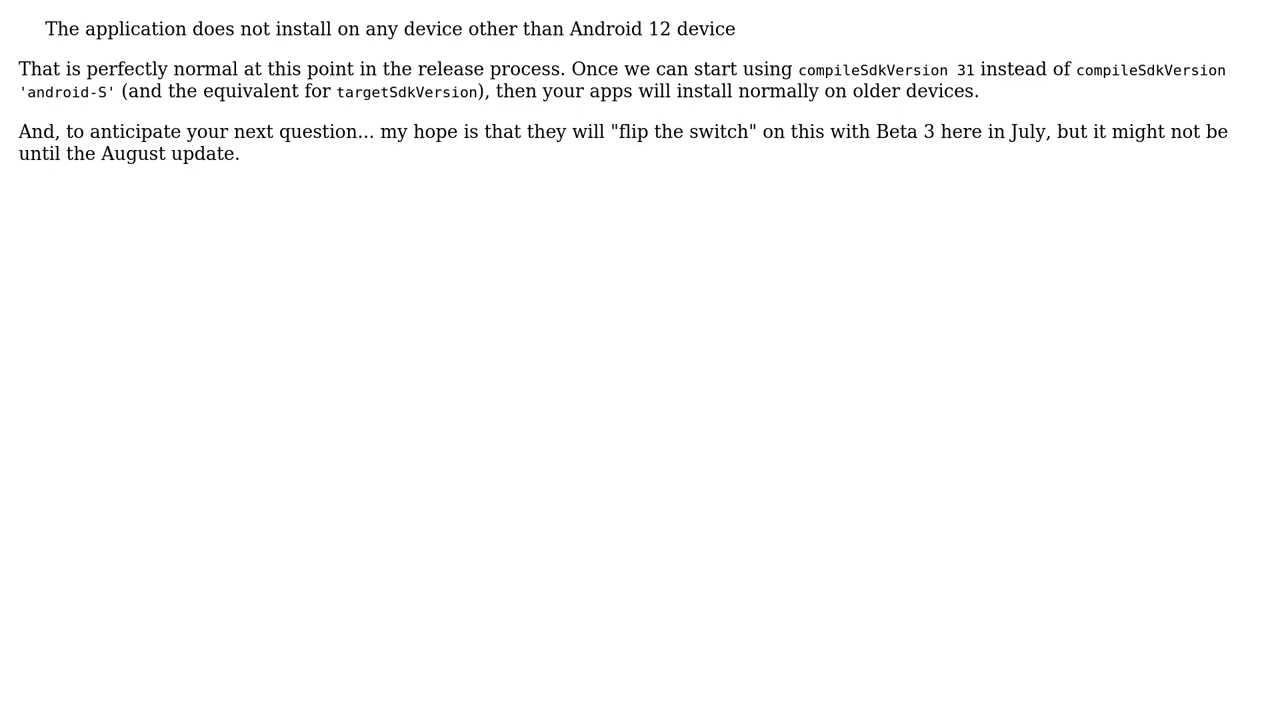 The application does not install on any device other than Android 12 device
That is perfectly normal at this point in the release process. Once we can start using compileSdkVersion 31 instead of compileSdkVersion
'android-S' (and the equivalent for targetSdkVersion), then your apps will install normally on older devices.
And, to anticipate your next question... my hope is that they will "flip the switch" on this with Beta 3 here in July, but it might not be
until the August update.